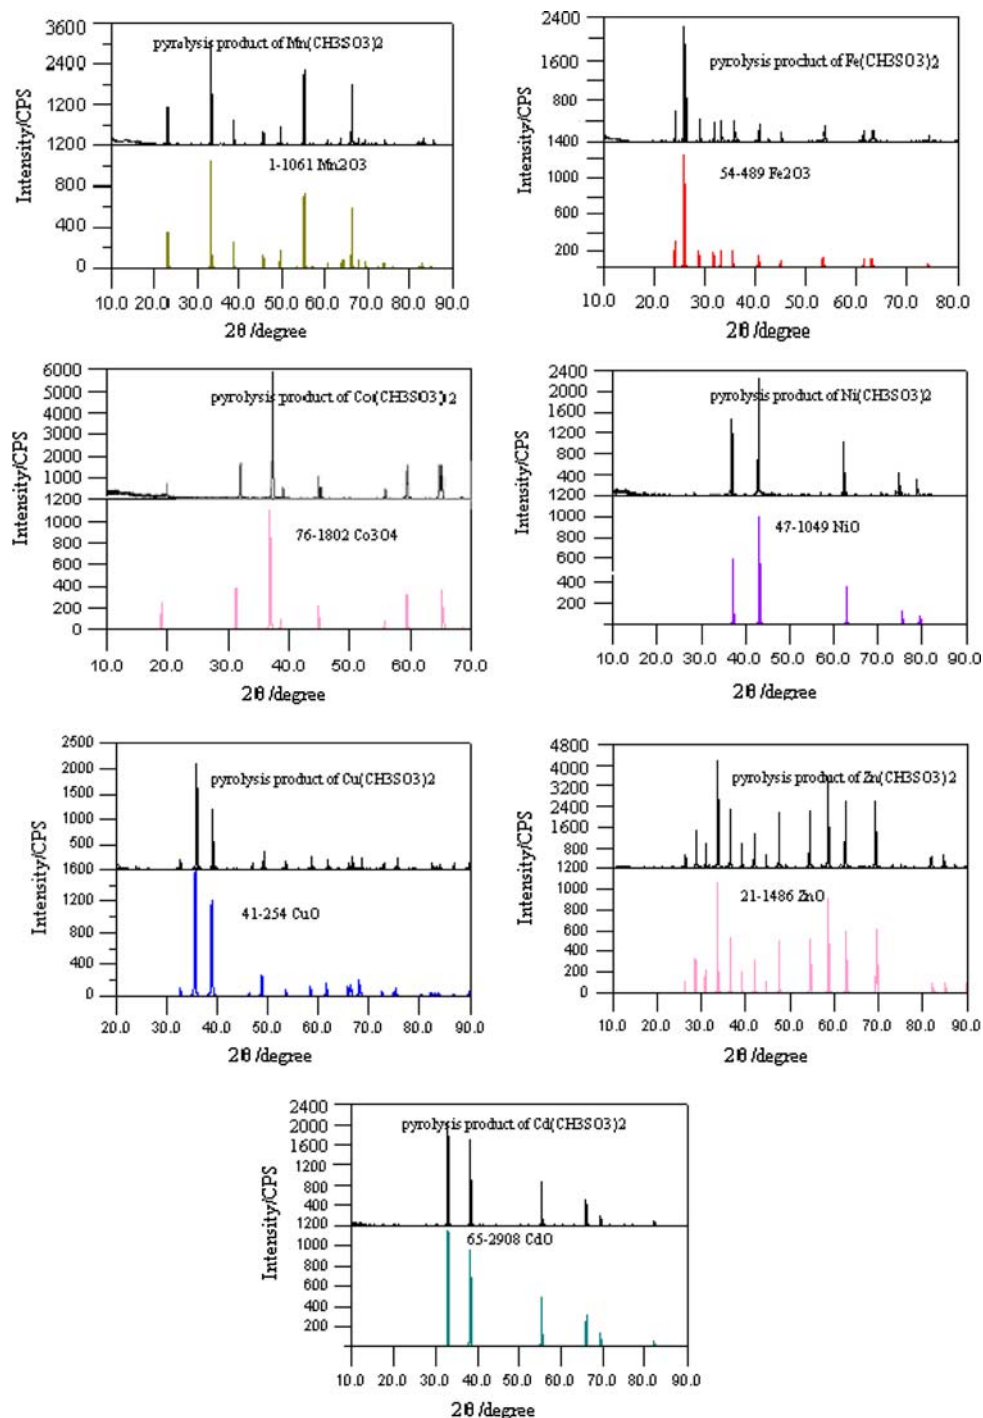 3600
2400
1200
1200
800
400
0
Intensity/CPS
pyrolysis product of Mn(CH3SO3)2
1-1061 Mn2O3
10.0 20.0 30.0 40.0 50.0 60.0 70.0 80.0 90.0
2θ /degree
2400
1600
800
1400
1000
600
200
Intensity/CPS
pyrolysis product of Fe(CH3SO3)2
54-489 Fe2O3
10.0 20.0 30.0 40.0 50.0 60.0 70.0 80.0
2θ /degree
6000
5000
4000
3000
2000
1000
1200
1000
800
600
400
200
0
Intensity/CPS
pyrolysis product of Co(CH3SO3)2
76-1802 Co3O4
10.0 20.0 30.0 40.0 50.0 60.0 70.0
2θ /degree
2400
2000
1600
1200
800
400
1200
1000
800
600
400
200
Intensity/CPS
pyrolysis product of Ni(CH3SO3)2
47-1049 NiO
10.0 20.0 30.0 40.0 50.0 60.0 70.0 80.0 90.0
2θ /degree
2500
2000
1500
1000
500
1600
1200
800
400
0
Intensity/CPS
pyrolysis product of Cu(CH3SO3)2
41-254 CuO
20.0 30.0 40.0 50.0 60.0 70.0 80.0 90.0
2θ /degree
4800
4000
3200
2400
1600
800
1200
1000
800
600
400
200
0
Intensity/CPS
pyrolysis product of Zn(CH3SO3)2
21-1486 ZnO
10.0 20.0 30.0 40.0 50.0 60.0 70.0 80.0 90.0
2θ /degree
2400
2000
1600
1200
800
400
1200
1000
800
600
400
200
Intensity/CPS
pyrolysis product of Cd(CH3SO3)2
65-2908 CdO
10.0 20.0 30.0 40.0 50.0 60.0 70.0 80.0 90.0
2θ /degree